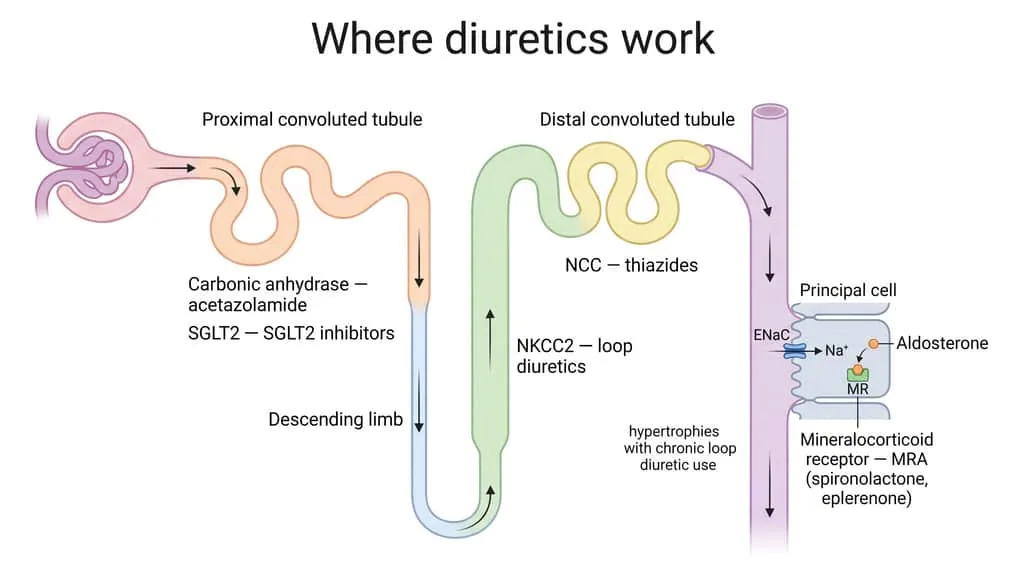 Where diuretics work
Proximal convoluted tubule
Distal convoluted tubule
Carbonic anhydrase —
acetazolamide
SGLT2 — SGLT2 inhibitors
NCC — thiazides
Descending limb
NKCC2 — loop
diuretics
Principal cell
ENaC
Na⁺
Aldosterone
MR
hypertrophies
with chronic loop
diuretic use
Mineralocorticoid
receptor — MRA
(spironolactone,
eplerenone)